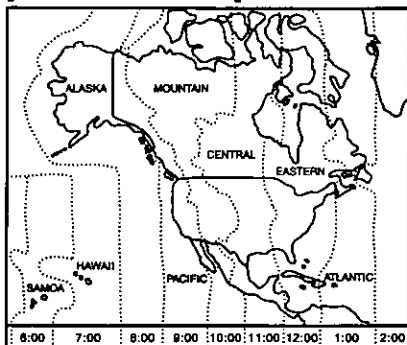 ALASKA
MOUNTAIN
CENTRAL
EASTERN
HAWAII
SAMOA
PACIFIC
ATLANTIC
6:00 7:00 8:00 9:00 10:00 11:00 12:00 1:00 2:00